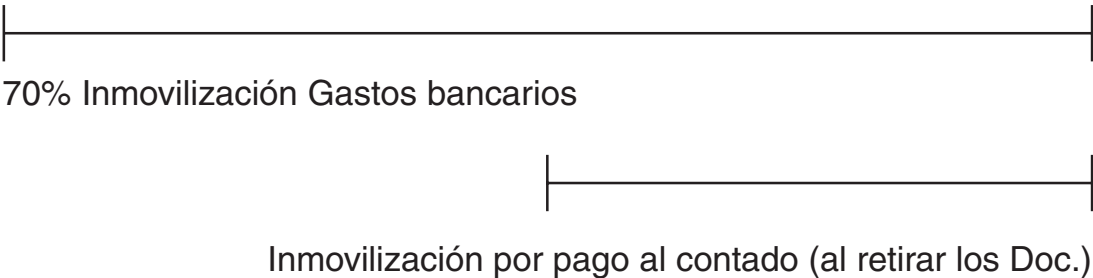 70% Inmovilización Gastos bancarios
Inmovilización por pago al contado (al retirar los Doc.)